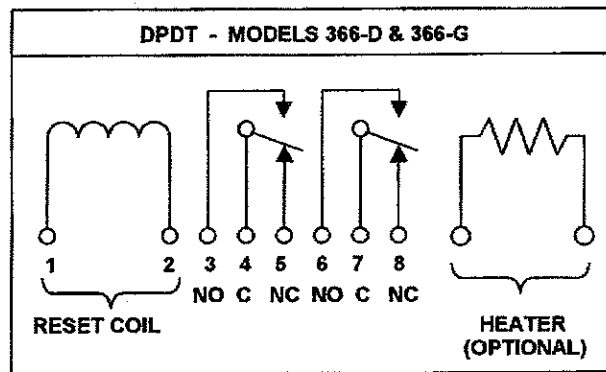 DPDT - MODELS 366-D & 366-G
1 2 3 4 5 6 7 8
NO C NC NO C NC
RESET COIL
HEATER
(OPTIONAL)